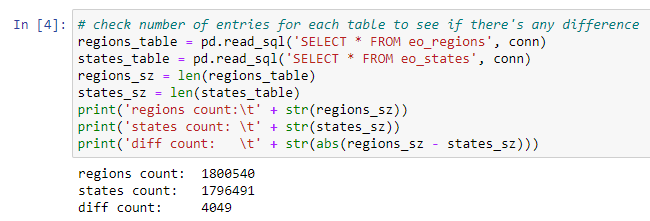 In [4]: # check number of entries for each table to see if there's any difference
regions_table = pd.read_sql('SELECT * FROM eo_regions', conn)
states_table = pd.read_sql('SELECT * FROM eo_states', conn)
regions_sz = len(regions_table)
states_sz = len(states_table)
print('regions count:\t' + str(regions_sz))
print('states count: \t' + str(states_sz))
print('diff count:   \t' + str(abs(regions_sz - states_sz)))
regions count:  1800540
states count:   1796491
diff count:     4049